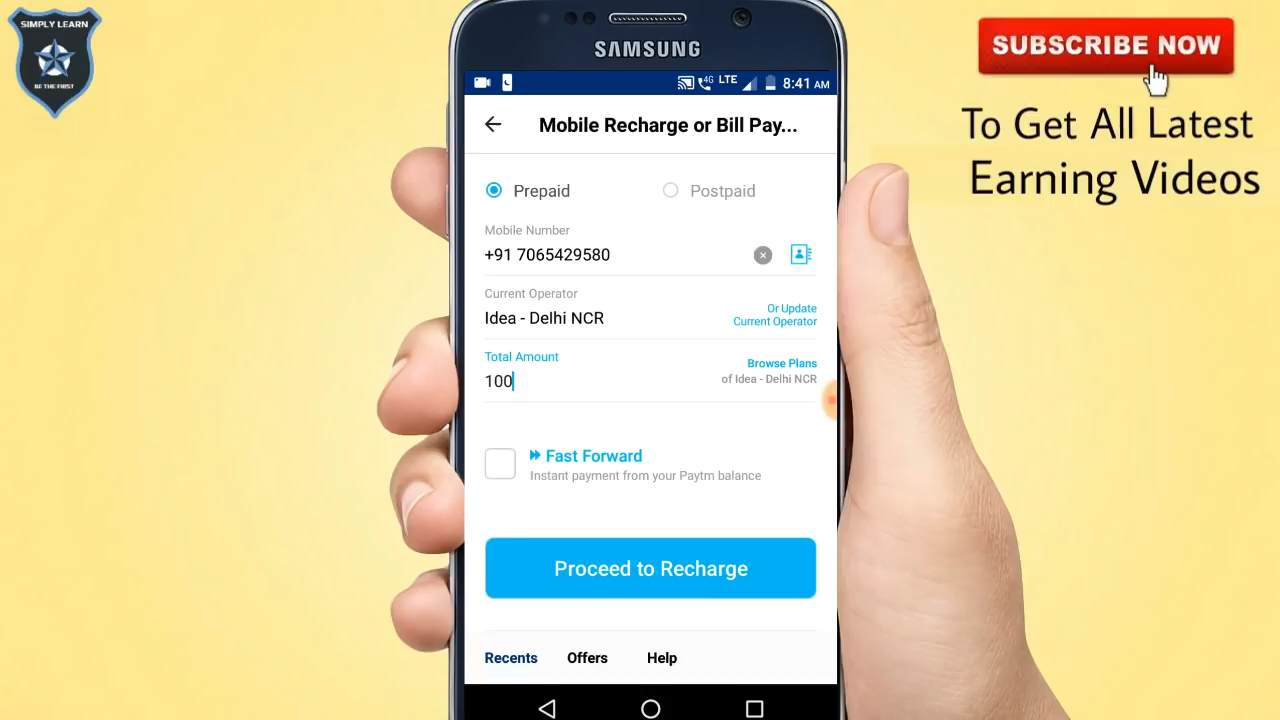 SIMPLY LEARN
BE THE FIRST
SUBSCRIBE NOW
To Get All Latest
Earning Videos
SAMSUNG
4G LTE 8:41 AM
Mobile Recharge or Bill Pay...
Prepaid
Postpaid
Mobile Number
+91 7065429580
Current Operator
Idea - Delhi NCR
Or Update
Current Operator
Total Amount
100
Browse Plans
of Idea - Delhi NCR
Fast Forward
Instant payment from your Paytm balance
Proceed to Recharge
Recents Offers Help